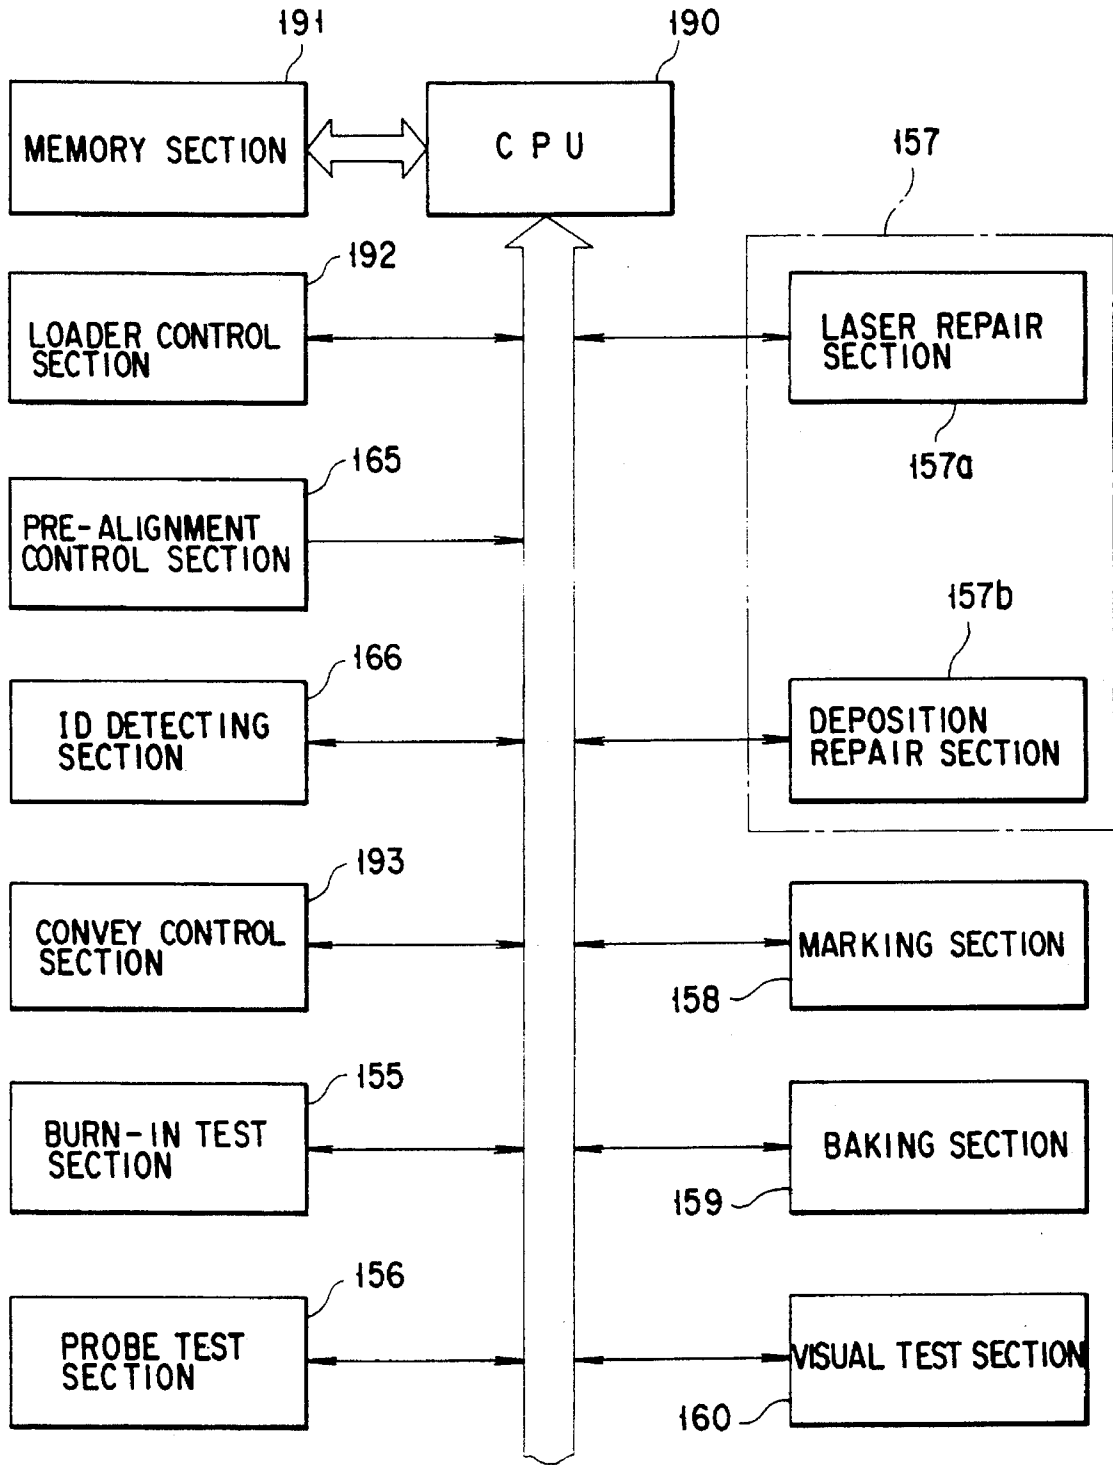 191
190
MEMORY SECTION
CPU
157
192
LOADER CONTROL
SECTION
LASER REPAIR
SECTION
157a
165
PRE-ALIGNMENT
CONTROL SECTION
157b
166
ID DETECTING
SECTION
DEPOSITION
REPAIR SECTION
193
CONVEY CONTROL
SECTION
MARKING SECTION
158
155
BURN-IN TEST
SECTION
BAKING SECTION
159
156
PROBE TEST
SECTION
VISUAL TEST SECTION
160